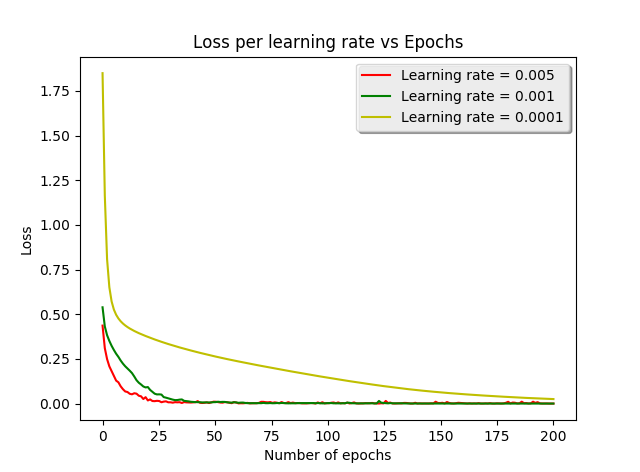 Loss per learning rate vs Epochs
Learning rate = 0.005
Learning rate = 0.001
Learning rate = 0.0001
1.75
1.50
1.25
1.00
0.75
0.50
0.25
0.00
Loss
0 25 50 75 100 125 150 175 200
Number of epochs